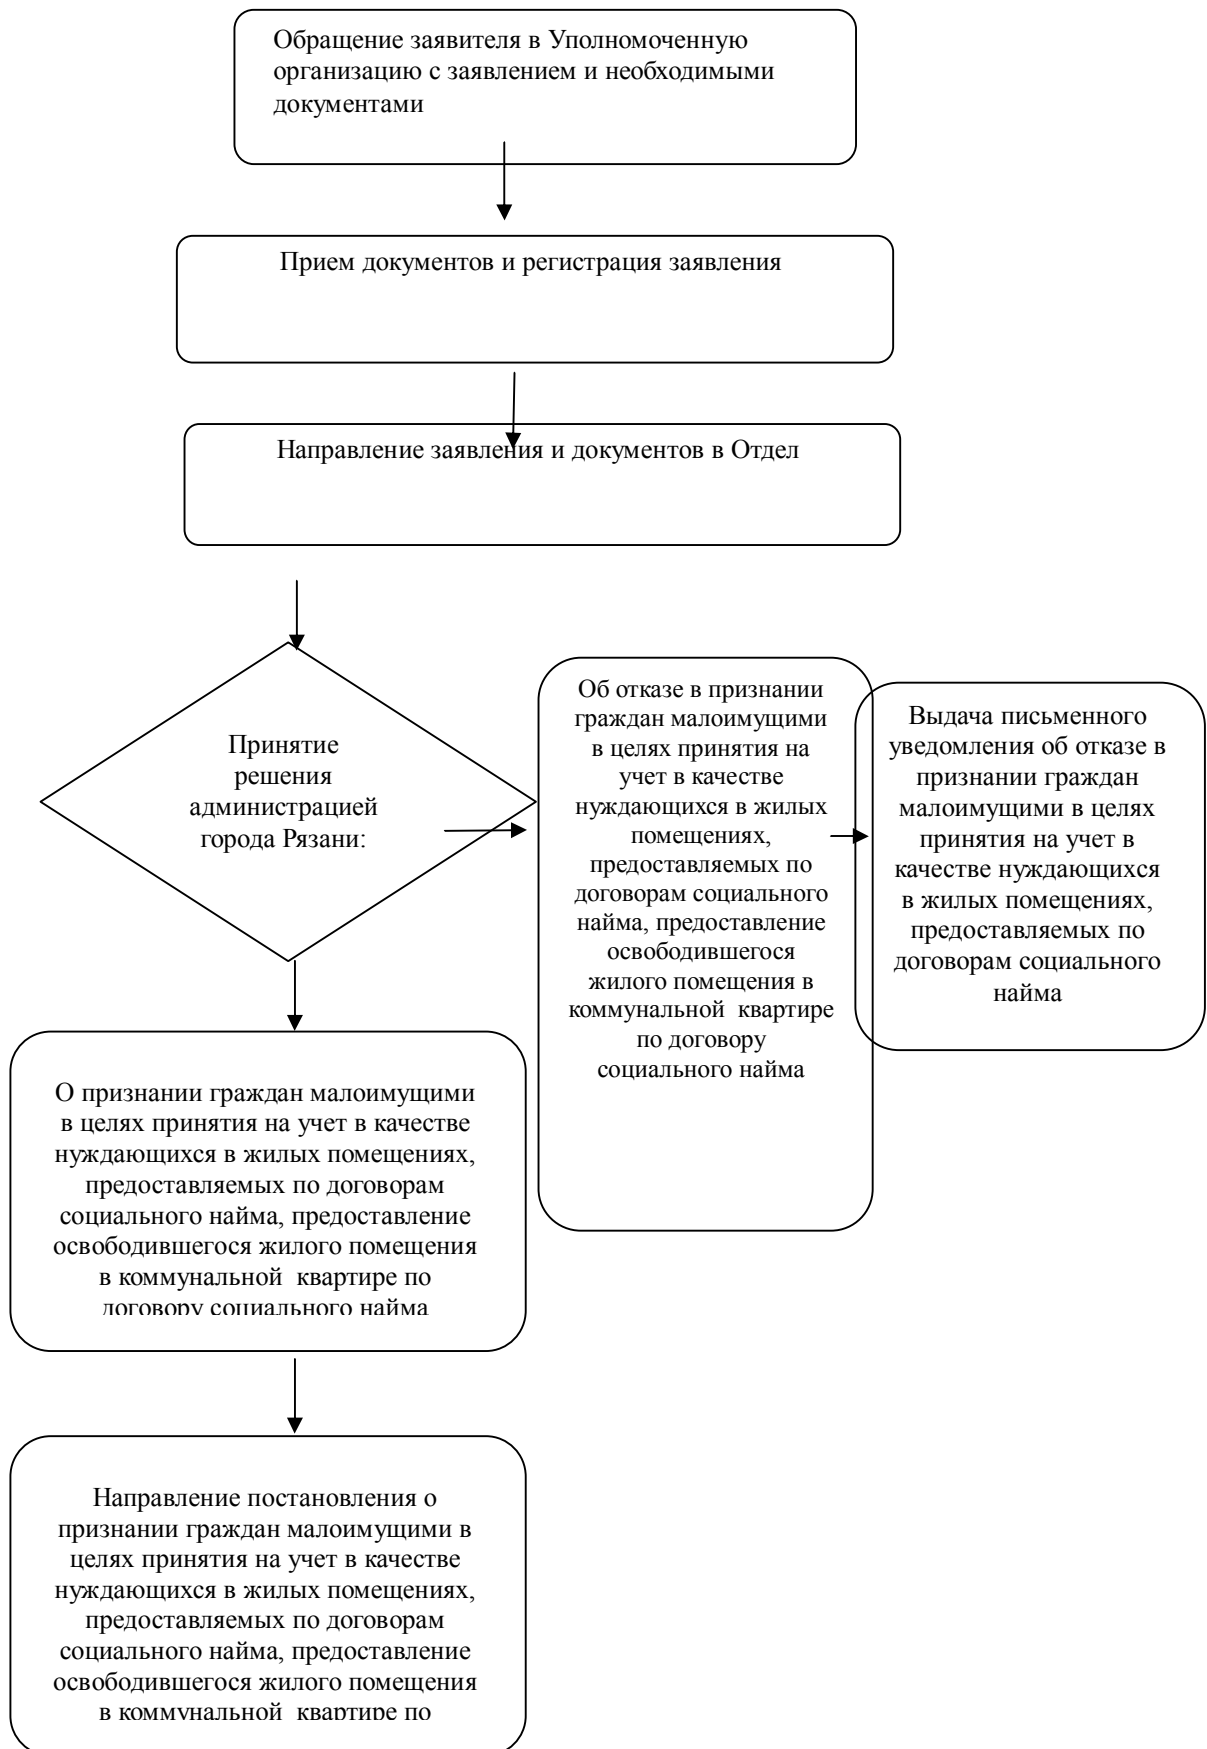 Обращение заявителя в Уполномоченную
организацию с заявлением и необходимыми
документами
Прием документов и регистрация заявления
Направление заявления и документов в Отдел
Принятие
решения
администрацией
города Рязани:
Об отказе в признании
граждан малоимущими
в целях принятия на
учет в качестве
нуждающихся в жилых
помещениях,
предоставляемых по
договорам социального
найма, предоставление
освободившегося
жилого помещения в
коммунальной квартире
по договору
социального найма
Выдача письменного
уведомления об отказе в
признании граждан
малоимущими в целях
принятия на учет в
качестве нуждающихся
в жилых помещениях,
предоставляемых по
договорам социального
найма
О признании граждан малоимущими
в целях принятия на учет в качестве
нуждающихся в жилых помещениях,
предоставляемых по договорам
социального найма, предоставление
освободившегося жилого помещения
в коммунальной квартире по
договору социального найма
Направление постановления о
признании граждан малоимущими в
целях принятия на учет в качестве
нуждающихся в жилых помещениях,
предоставляемых по договорам
социального найма, предоставление
освободившегося жилого помещения
в коммунальной квартире по